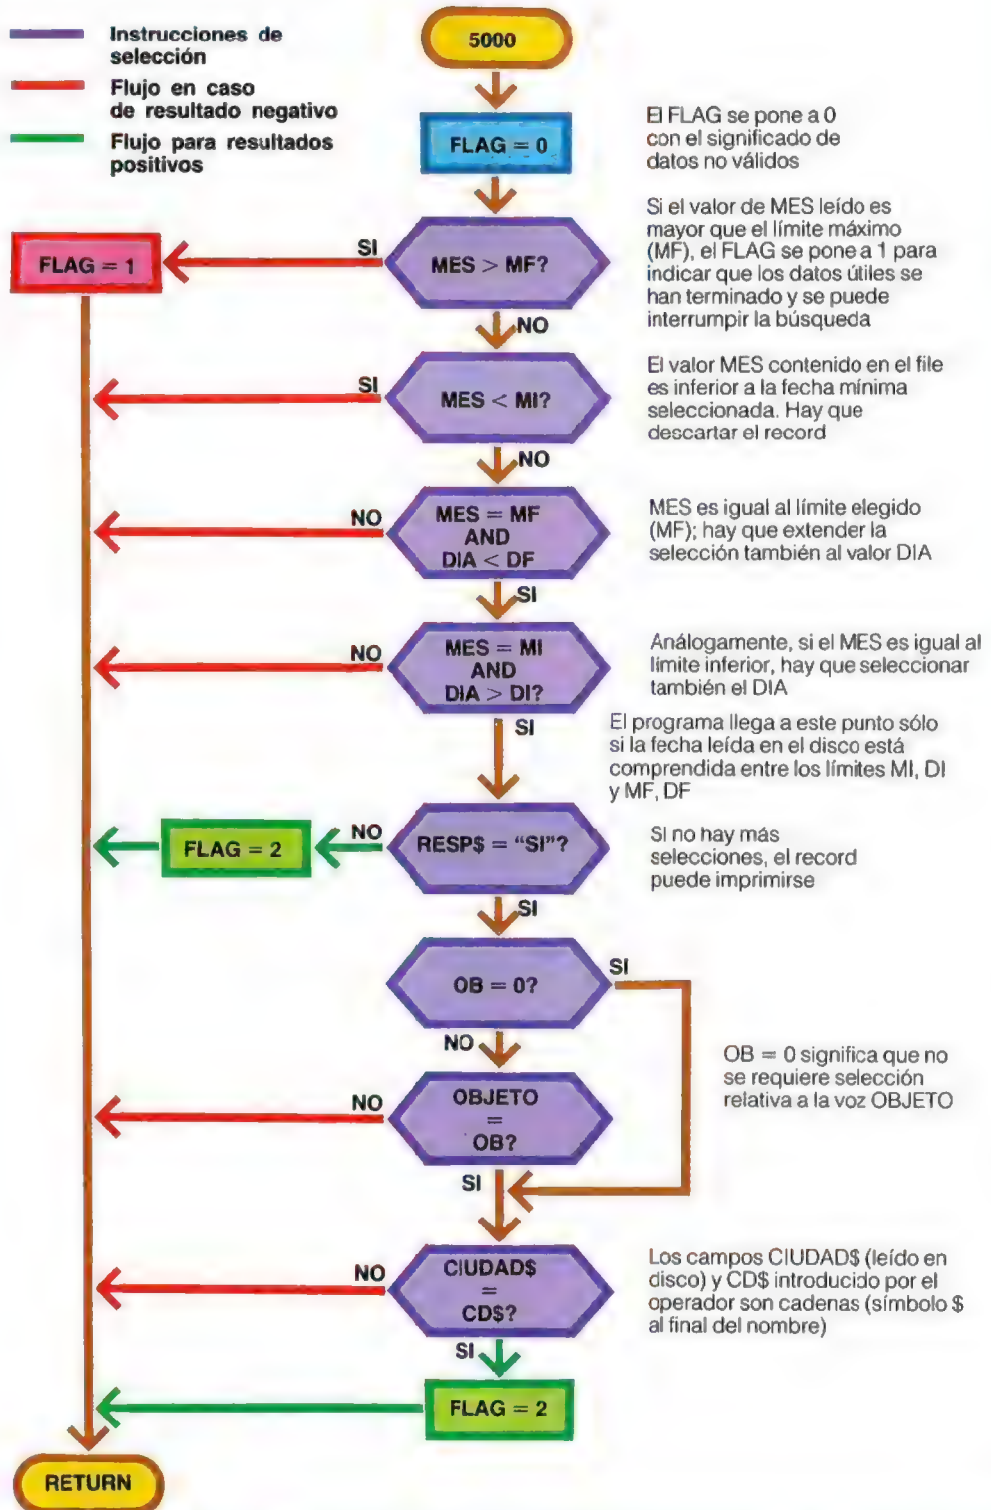 Instrucciones de
selección
Flujo en caso
de resultado negativo
Flujo para resultados
positivos
5000
FLAG = 0
El FLAG se pone a 0
con el significado de
datos no válidos
MES > MF?
SI
FLAG = 1
NO
Si el valor de MES leído es
mayor que el límite máximo
(MF), el FLAG se pone a 1 para
indicar que los datos útiles se
han terminado y se puede
interrumpir la búsqueda
MES < MI?
SI
NO
El valor MES contenido en el file
es inferior a la fecha mínima
seleccionada. Hay que
descartar el record
MES = MF
AND
DIA < DF
NO
SI
MES es igual al límite elegido
(MF); hay que extender la
selección también al valor DIA
MES = MI
AND
DIA > DI?
NO
SI
Análogamente, si el MES es igual al
límite inferior, hay que seleccionar
también el DIA
El programa llega a este punto sólo
si la fecha leída en el disco está
comprendida entre los límites MI, DI
y MF, DF
RESP$ = “SI”?
NO
FLAG = 2
SI
SI no hay más
selecciones, el record
puede imprimirse
OB = 0?
SI
NO
OB = 0 significa que no
se requiere selección
relativa a la voz OBJETO
OBJETO
=
OB?
NO
SI
CIUDAD$
=
CD$?
NO
SI
Los campos CIUDAD$ (leído en
disco) y CD$ introducido por el
operador son cadenas (símbolo $
al final del nombre)
FLAG = 2
RETURN